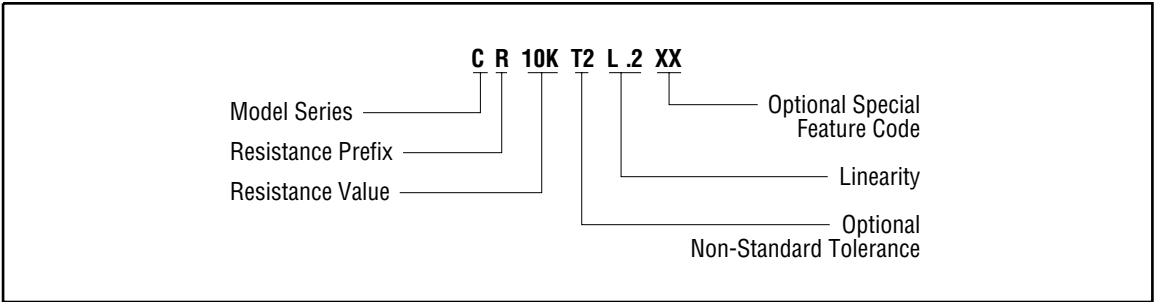 C R 10K T2 L .2 XX
Model Series
Resistance Prefix
Resistance Value
Optional Special
Feature Code
Linearity
Optional
Non-Standard Tolerance